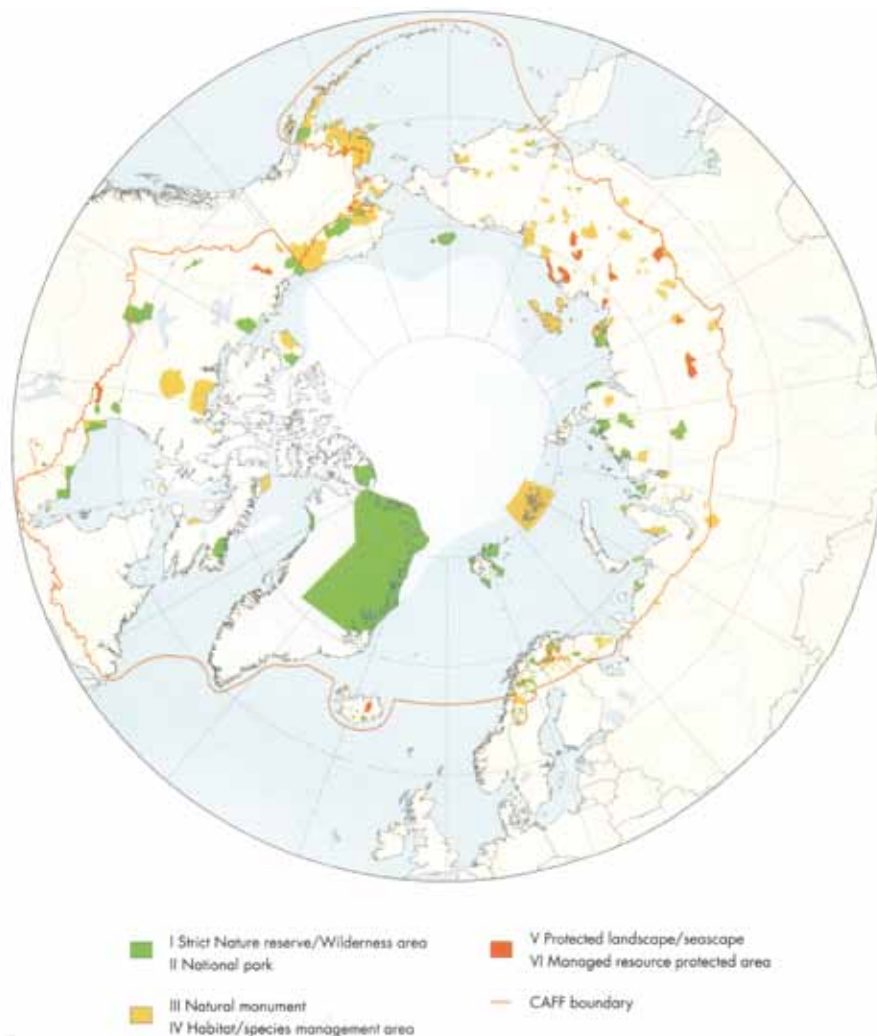 I Strict Nature reserve/Wilderness area
II National park
III Natural monument
IV Habitat/species management area
V Protected landscape/seascape
VI Managed resource protected area
CAFF boundary